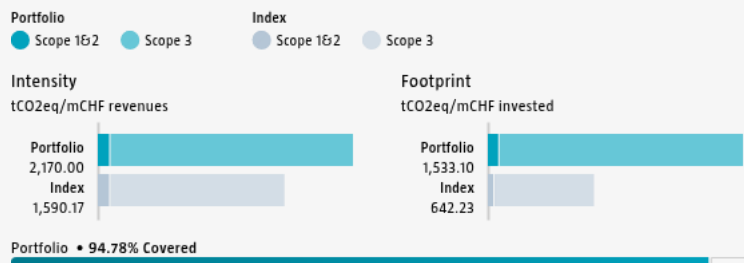 Portfolio
Index
Scope 1&2
Scope 3
Scope 1&2
Scope 3
Intensity
tCO2eq/mCHF revenues
Portfolio
2,170.00
Index
1,590.17
Footprint
tCO2eq/mCHF invested
Portfolio
1,533.10
Index
642.23
Portfolio • 94.78% Covered